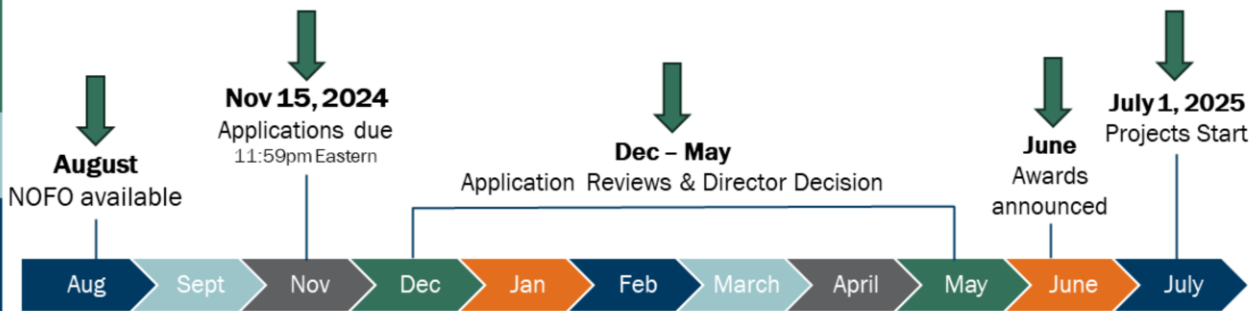 August
NOFO available
Nov 15, 2024
Applications due
11:59pm Eastern
Dec – May
Application Reviews & Director Decision
June
Awards
announced
July 1, 2025
Projects Start
Aug
Sept
Nov
Dec
Jan
Feb
March
April
May
June
July